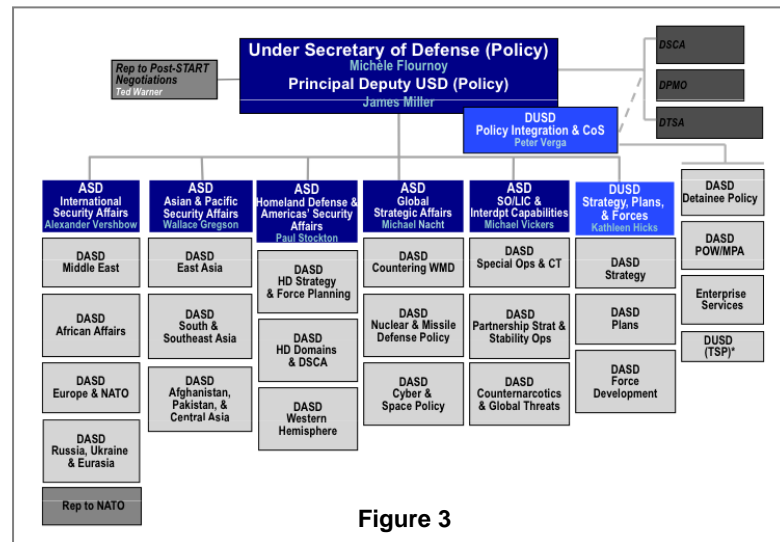 Under Secretary of Defense (Policy)
Michèle Flournoy
Principal Deputy USD (Policy)
James Miller
Rep to Post-START
Negotiations
Ted Warner
DSCA
DPMO
DTSA
DUSD
Policy Integration & CoS
Peter Verga
ASD
International
Security Affairs
Alexander Vershbow
DASD
Middle East
DASD
African Affairs
DASD
Europe & NATO
DASD
Russia, Ukraine
& Eurasia
Rep to NATO
ASD
Asian & Pacific
Security Affairs
Wallace Gregson
DASD
East Asia
DASD
South &
Southeast Asia
DASD
Afghanistan,
Pakistan, &
Central Asia
ASD
Homeland Defense &
Americas' Security
Affairs
Paul Stockton
DASD
HD Strategy
& Force Planning
DASD
HD Domains
& DSCA
DASD
Western
Hemisphere
ASD
Global
Strategic Affairs
Michael Nacht
DASD
Countering WMD
DASD
Nuclear & Missile
Defense Policy
DASD
Cyber &
Space Policy
ASD
SO/LIC &
Interdpt Capabilities
Michael Vickers
DASD
Special Ops & CT
DASD
Partnership Strat &
Stability Ops
DASD
Counternarcotics
& Global Threats
DUSD
Strategy, Plans,
& Forces
Kathleen Hicks
DASD
Strategy
DASD
Plans
DASD
Force
Development
DASD
Detainee Policy
DASD
POW/MPA
Enterprise
Services
DUSD
(TSP)*
Figure 3